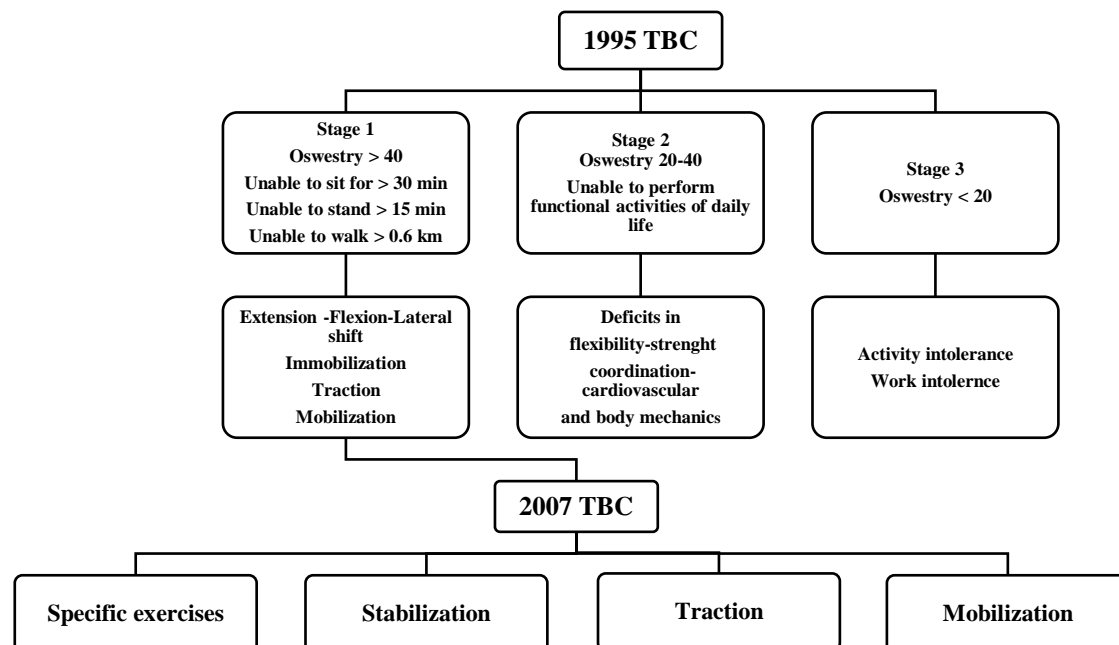 1995 TBC
Stage 1
Oswestry > 40
Unable to sit for > 30 min
Unable to stand > 15 min
Unable to walk > 0.6 km
Stage 2
Oswestry 20-40
Unable to perform
functional activities of daily
life
Stage 3
Oswestry < 20
Extension -Flexion-Lateral
shift
Immobilization
Traction
Mobilization
Deficits in
flexibility-strenght
coordination-
cardiovascular
and body mechanics
Activity intolerance
Work intolernce
2007 TBC
Specific exercises
Stabilization
Traction
Mobilization